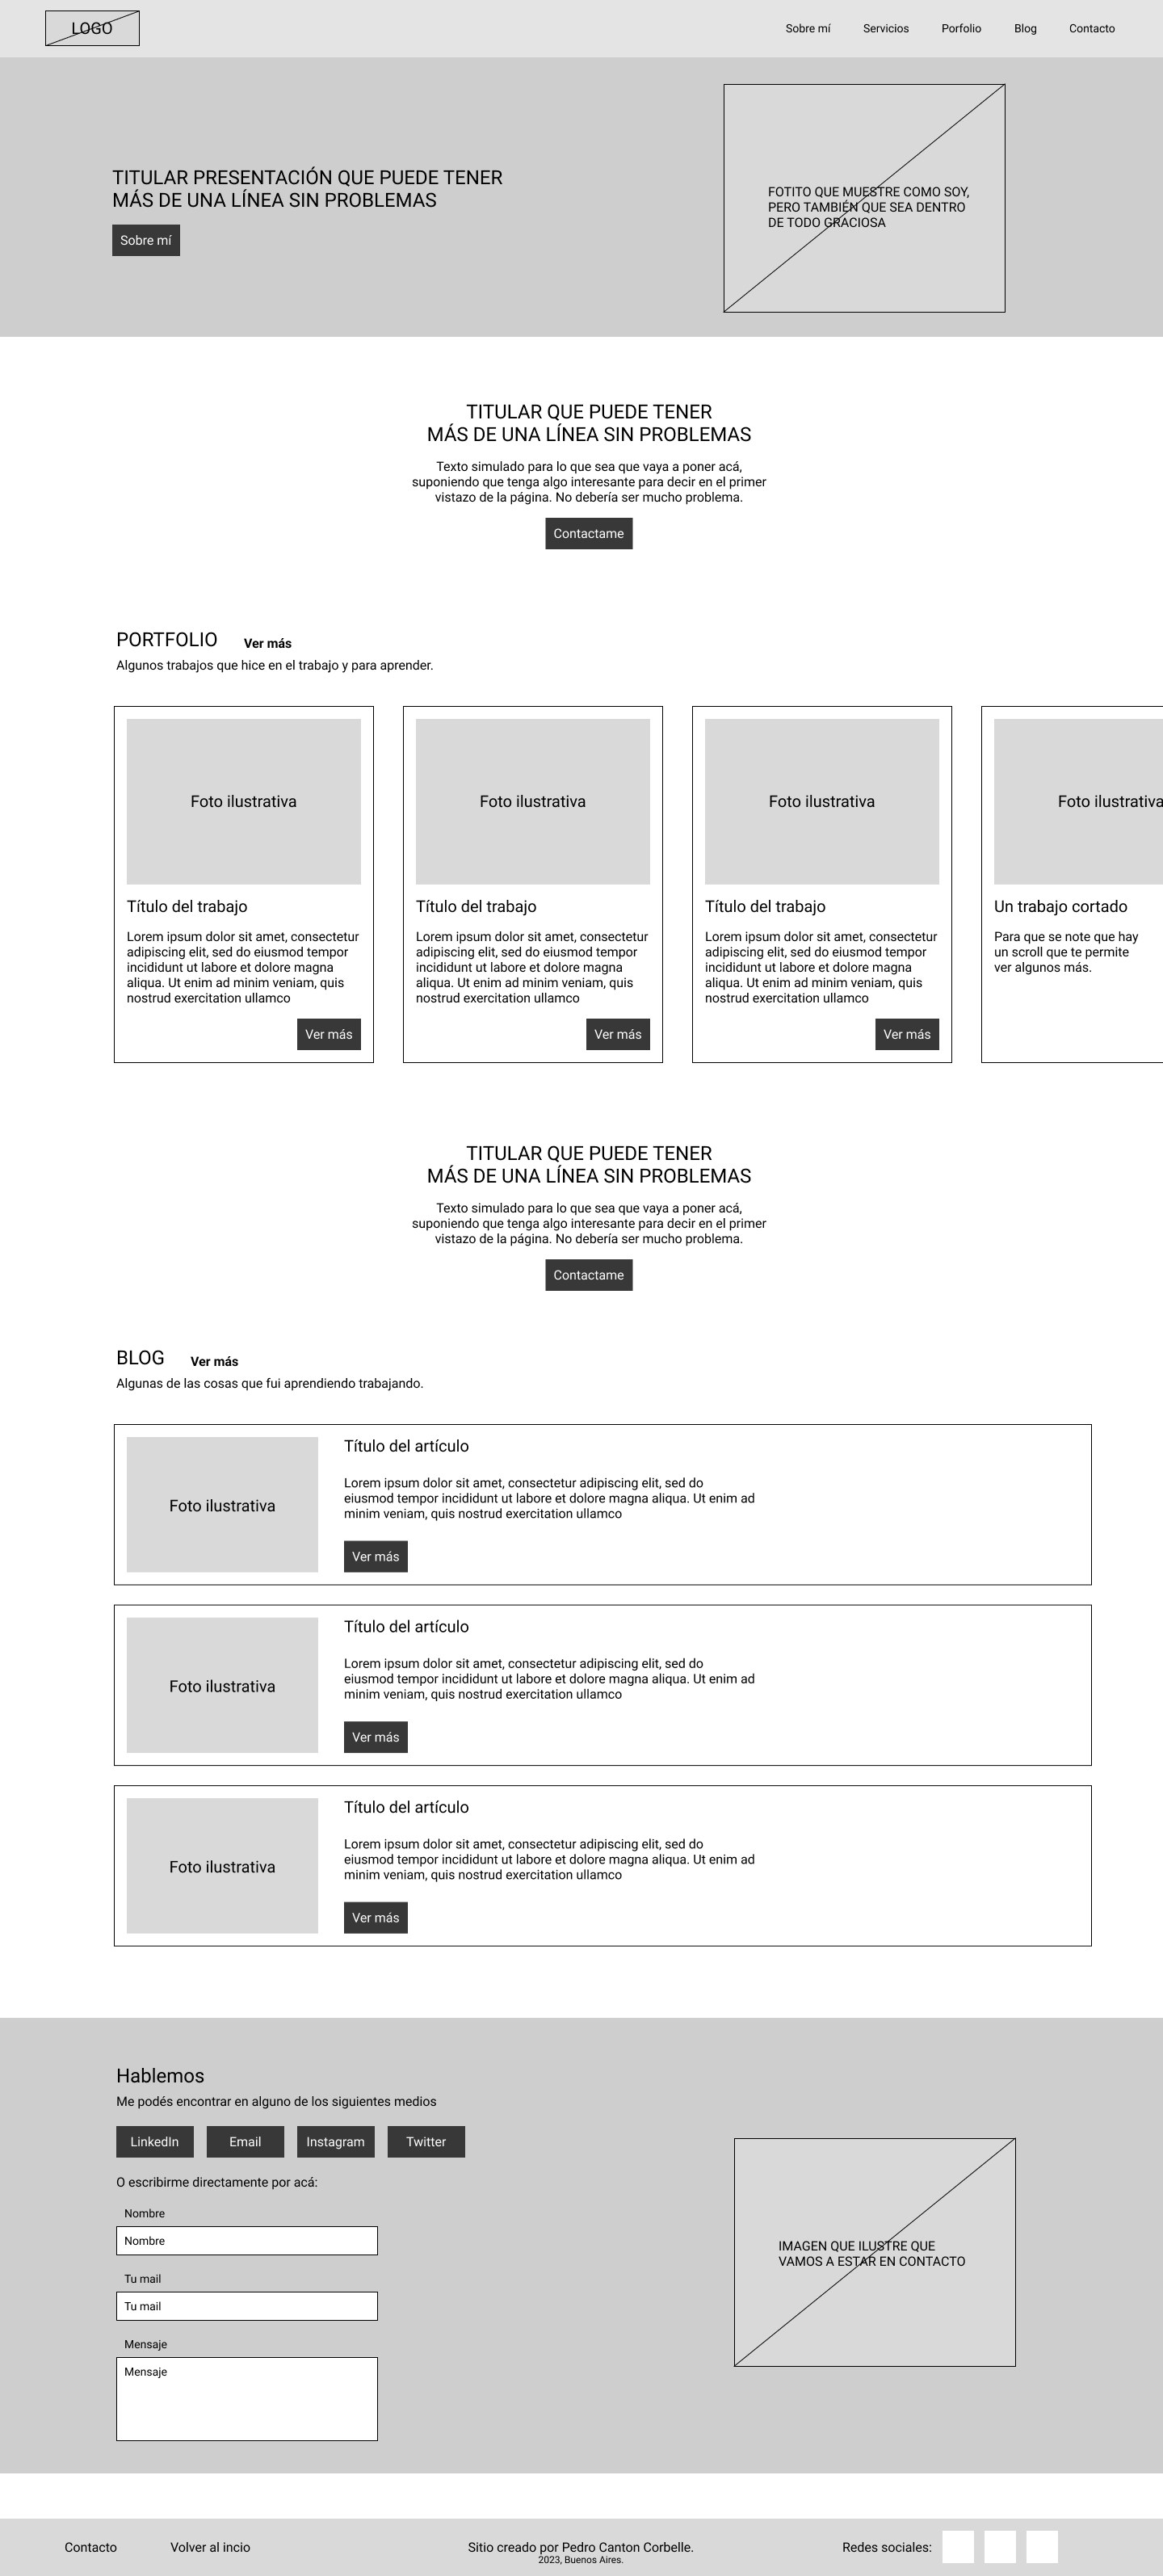 LOGO
Sobre mí
Servicios
Porfolio
Blog
Contacto
TITULAR PRESENTACIÓN QUE PUEDE TENER
MÁS DE UNA LÍNEA SIN PROBLEMAS
Sobre mí
FOTITO QUE MUESTRE COMO SOY,
PERO TAMBIÉN QUE SEA DENTRO
DE TODO GRACIOSA
TITULAR QUE PUEDE TENER
MÁS DE UNA LÍNEA SIN PROBLEMAS
Texto simulado para lo que sea que vaya a poner acá,
suponiendo que tenga algo interesante para decir en el primer
vistazo de la página. No debería ser mucho problema.
Contactame
PORTFOLIO
Ver más
Algunos trabajos que hice en el trabajo y para aprender.
Foto ilustrativa
Título del trabajo
Lorem ipsum dolor sit amet, consectetur
adipiscing elit, sed do eiusmod tempor
incididunt ut labore et dolore magna
aliqua. Ut enim ad minim veniam, quis
nostrud exercitation ullamco
Ver más
Foto ilustrativa
Título del trabajo
Lorem ipsum dolor sit amet, consectetur
adipiscing elit, sed do eiusmod tempor
incididunt ut labore et dolore magna
aliqua. Ut enim ad minim veniam, quis
nostrud exercitation ullamco
Ver más
Foto ilustrativa
Título del trabajo
Lorem ipsum dolor sit amet, consectetur
adipiscing elit, sed do eiusmod tempor
incididunt ut labore et dolore magna
aliqua. Ut enim ad minim veniam, quis
nostrud exercitation ullamco
Ver más
Foto ilustrativa
Un trabajo cortado
Para que se note que hay
un scroll que te permite
ver algunos más.
TITULAR QUE PUEDE TENER
MÁS DE UNA LÍNEA SIN PROBLEMAS
Texto simulado para lo que sea que vaya a poner acá,
suponiendo que tenga algo interesante para decir en el primer
vistazo de la página. No debería ser mucho problema.
Contactame
BLOG
Ver más
Algunas de las cosas que fui aprendiendo trabajando.
Foto ilustrativa
Título del artículo
Lorem ipsum dolor sit amet, consectetur adipiscing elit, sed do
eiusmod tempor incididunt ut labore et dolore magna aliqua. Ut enim ad
minim veniam, quis nostrud exercitation ullamco
Ver más
Foto ilustrativa
Título del artículo
Lorem ipsum dolor sit amet, consectetur adipiscing elit, sed do
eiusmod tempor incididunt ut labore et dolore magna aliqua. Ut enim ad
minim veniam, quis nostrud exercitation ullamco
Ver más
Foto ilustrativa
Título del artículo
Lorem ipsum dolor sit amet, consectetur adipiscing elit, sed do
eiusmod tempor incididunt ut labore et dolore magna aliqua. Ut enim ad
minim veniam, quis nostrud exercitation ullamco
Ver más
Hablemos
Me podés encontrar en alguno de los siguientes medios
LinkedIn
Email
Instagram
Twitter
O escribirme directamente por acá:
Nombre
Nombre
Tu mail
Tu mail
Mensaje
Mensaje
IMAGEN QUE ILUSTRE QUE
VAMOS A ESTAR EN CONTACTO
Contacto
Volver al incio
Sitio creado por Pedro Canton Corbelle.
2023, Buenos Aires.
Redes sociales: